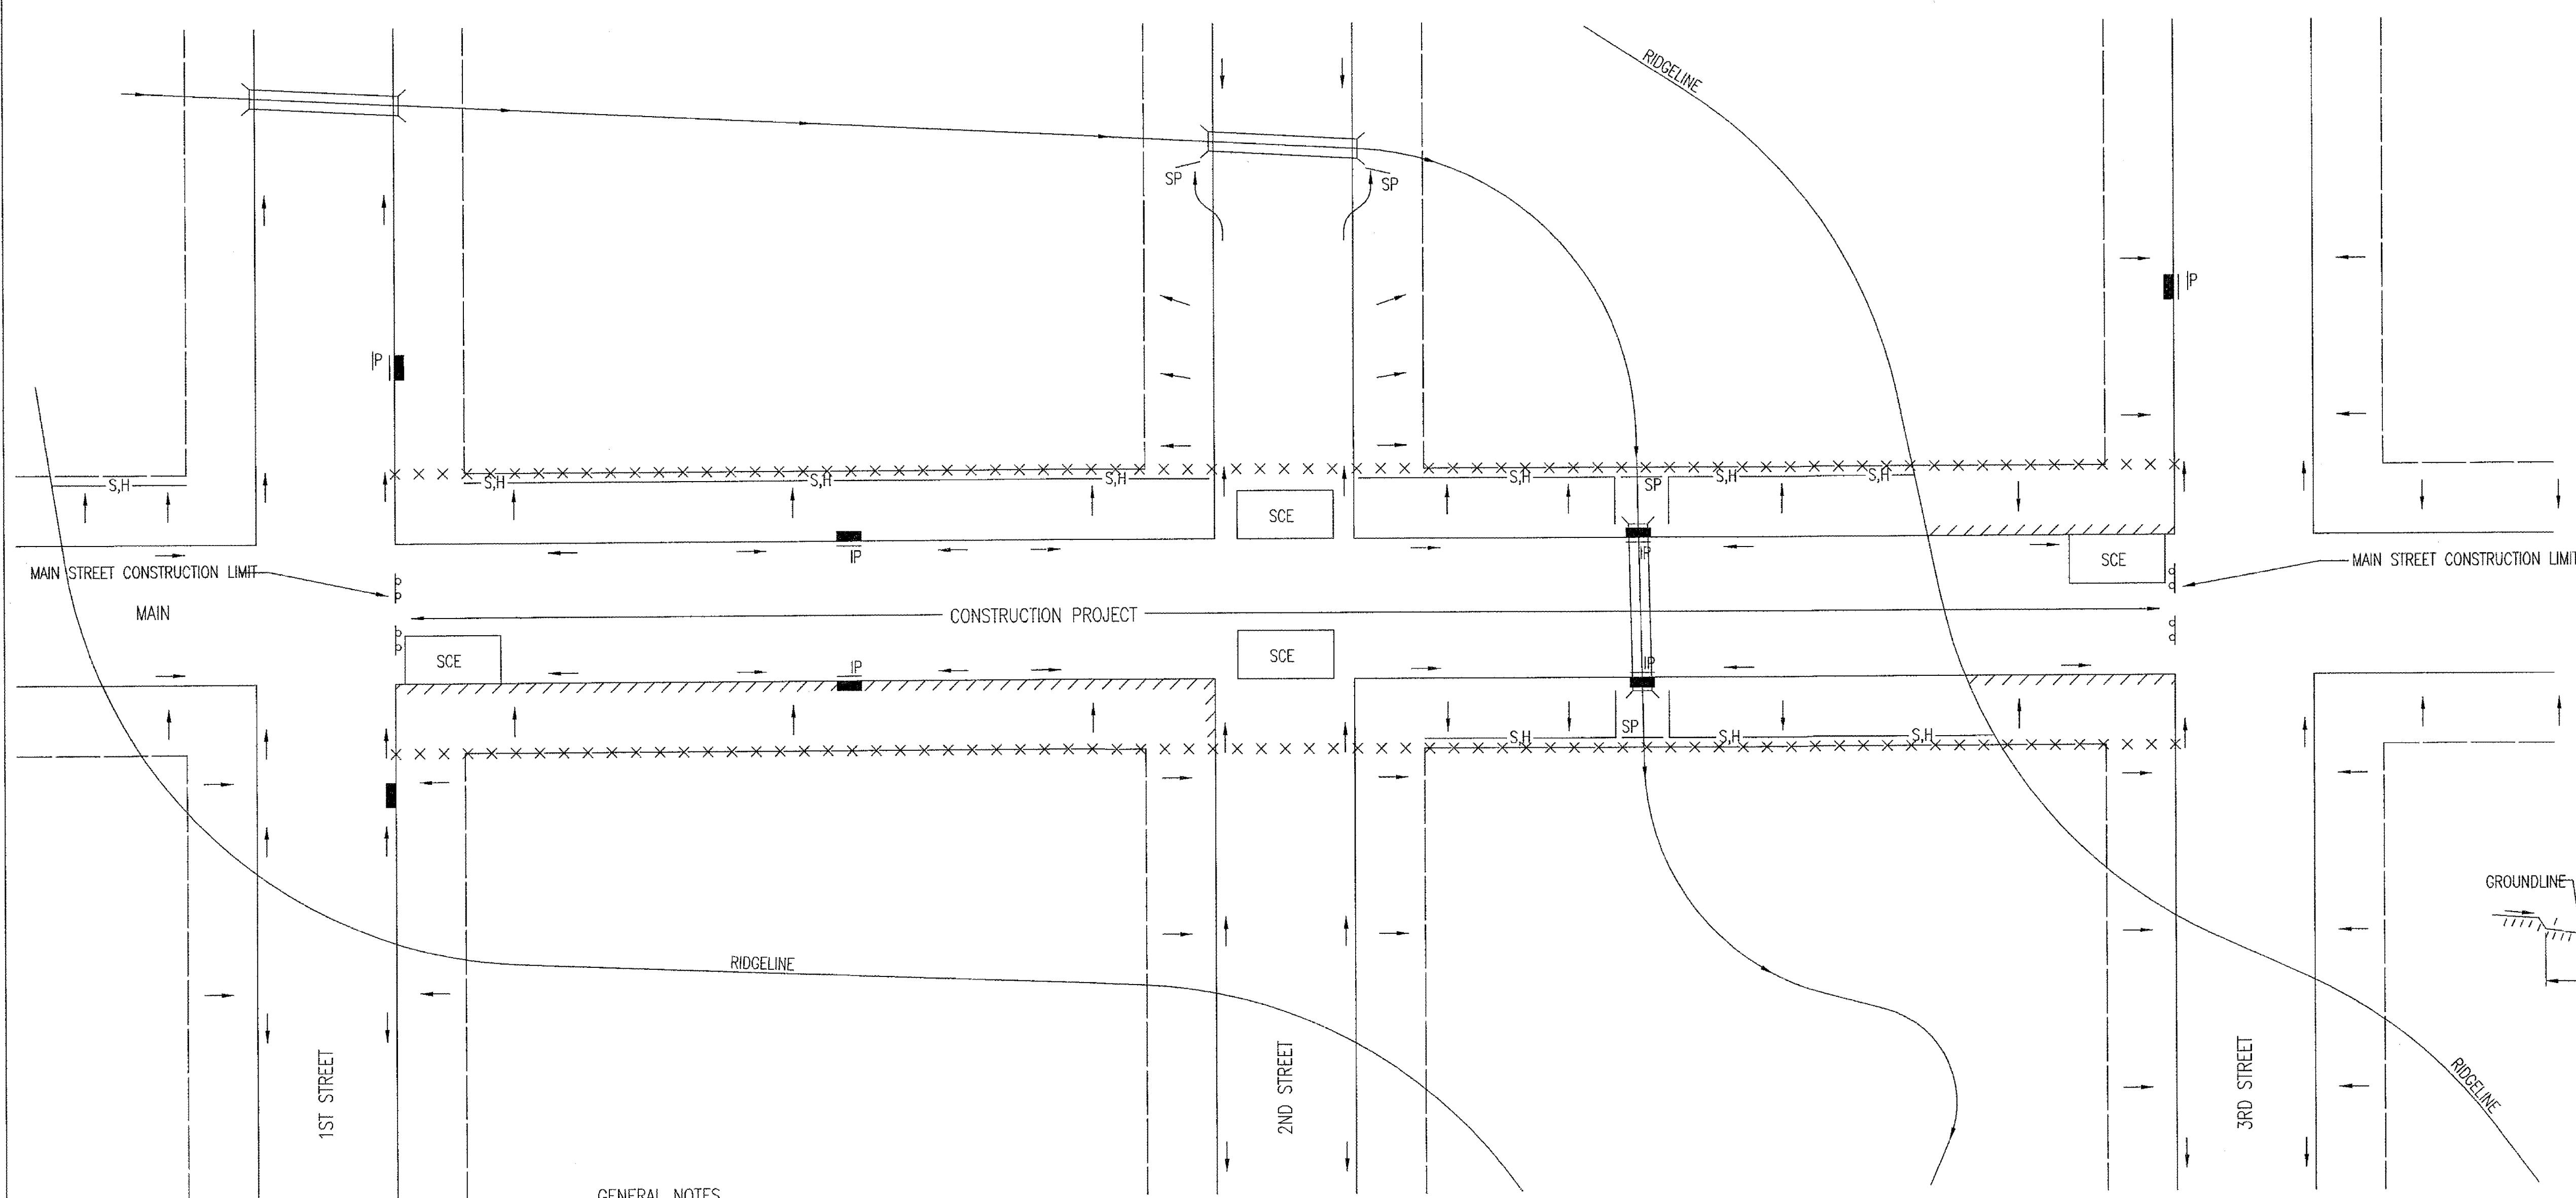 RIDGELINE
SP
SP
IP
IP
S,H
S,H
S,H
S,H
S,H
SP
S,H
S,H
SCE
IP
IP
SCE
MAIN STREET CONSTRUCTION LIMIT
MAIN STREET CONSTRUCTION LIMIT
MAIN
CONSTRUCTION PROJECT
SCE
SCE
IP
IP
S,H
SP
S,H
S,H
GROUNDLINE
RIDGELINE
1ST STREET
2ND STREET
3RD STREET
RIDGELINE
GENERAL NOTES